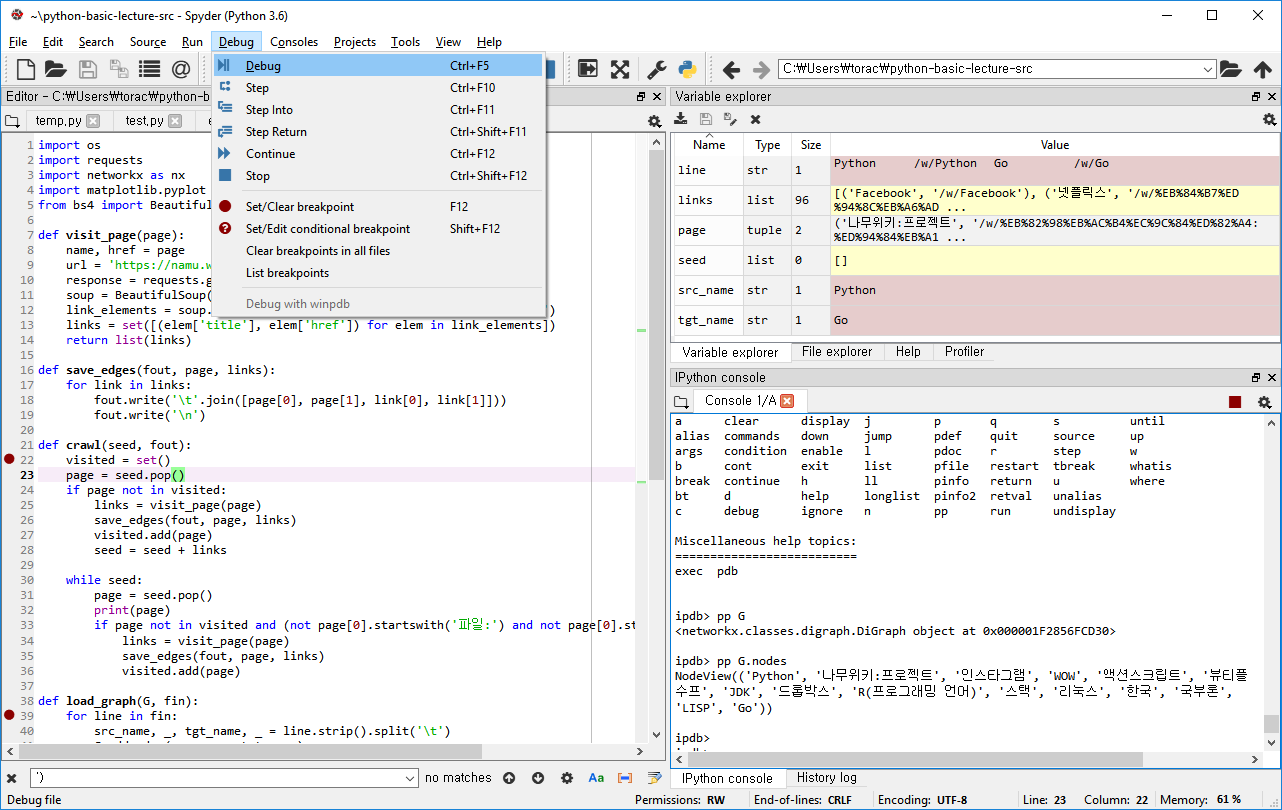 ~\python-basic-lecture-src - Spyder (Python 3.6)
File Edit Search Source Run Debug Consoles Projects Tools View Help
C:₩Users₩torac₩python-basic-lecture-src
Debug Ctrl+F5
Step Ctrl+F10
Step Into Ctrl+F11
Step Return Ctrl+Shift+F11
Continue Ctrl+F12
Stop Ctrl+Shift+F12
Set/Clear breakpoint F12
Set/Edit conditional breakpoint Shift+F12
Clear breakpoints in all files
List breakpoints
Debug with winpdb
Editor - C:₩Users₩torac₩python-b
temp.py test.py
1 import os
2 import requests
3 import networkx as nx
4 import matplotlib.pyplot
5 from bs4 import Beautiful
6
7 def visit_page(page):
8 name, href = page
9 url = 'https://namu.w
10 response = requests.g
11 soup = BeautifulSoup(
12 link_elements = soup. ])
13 links = set([(elem['title'], elem['href']) for elem in link_elements])
14 return list(links)
15
16 def save_edges(fout, page, links):
17 for link in links:
18 fout.write('\t'.join([page[0], page[1], link[0], link[1]]))
19 fout.write('\n')
20
21 def crawl(seed, fout):
22 visited = set()
23 page = seed.pop()
24 if page not in visited:
25 links = visit_page(page)
26 save_edges(fout, page, links)
27 visited.add(page)
28 seed = seed + links
29
30 while seed:
31 page = seed.pop()
32 print(page)
33 if page not in visited and (not page[0].startswith('파일:') and not page[0].st
34 links = visit_page(page)
35 save_edges(fout, page, links)
36 visited.add(page)
37
38 def load_graph(G, fin):
39 for line in fin:
40 src_name, _, tgt_name, _ = line.strip().split('\t')
') no matches Aa
Variable explorer
Name Type Size Value
line str 1 Python /w/Python Go /w/Go
links list 96 [('Facebook', '/w/Facebook'), ('넷플릭스', '/w/%EB%84%B7%ED
%94%8C%EB%A6%AD ...
page tuple 2 ('나무위키:프로젝트', '/w/%EB%82%98%EB%AC%B4%EC%9C%84%ED%82%A4:
%ED%94%84%EB%A1 ...
seed list 0 []
src_name str 1 Python
tgt_name str 1 Go
Variable explorer File explorer Help Profiler
IPython console
Console 1/A
a clear display j p q s until
alias commands down jump pdef quit source up
args condition enable l pdoc r step w
b cont exit list pfile restart tbreak whatis
break continue h ll pinfo return u where
bt d help longlist pinfo2 retval unalias
c debug ignore n pp run undisplay
Miscellaneous help topics:
==========================
exec pdb
ipdb> pp G
<networkx.classes.digraph.DiGraph object at 0x000001F2856FCD30>
ipdb> pp G.nodes
NodeView(('Python', '나무위키:프로젝트', '인스타그램', 'WOW', '액션스크립트', '뷰티플
수프', 'JDK', '드롭박스', 'R(프로그래밍 언어)', '스택', '리눅스', '한국', '국부론',
'LISP', 'Go'))
ipdb>
IPython console History log
Debug file Permissions: RW End-of-lines: CRLF Encoding: UTF-8 Line: 23 Column: 22 Memory: 61 %